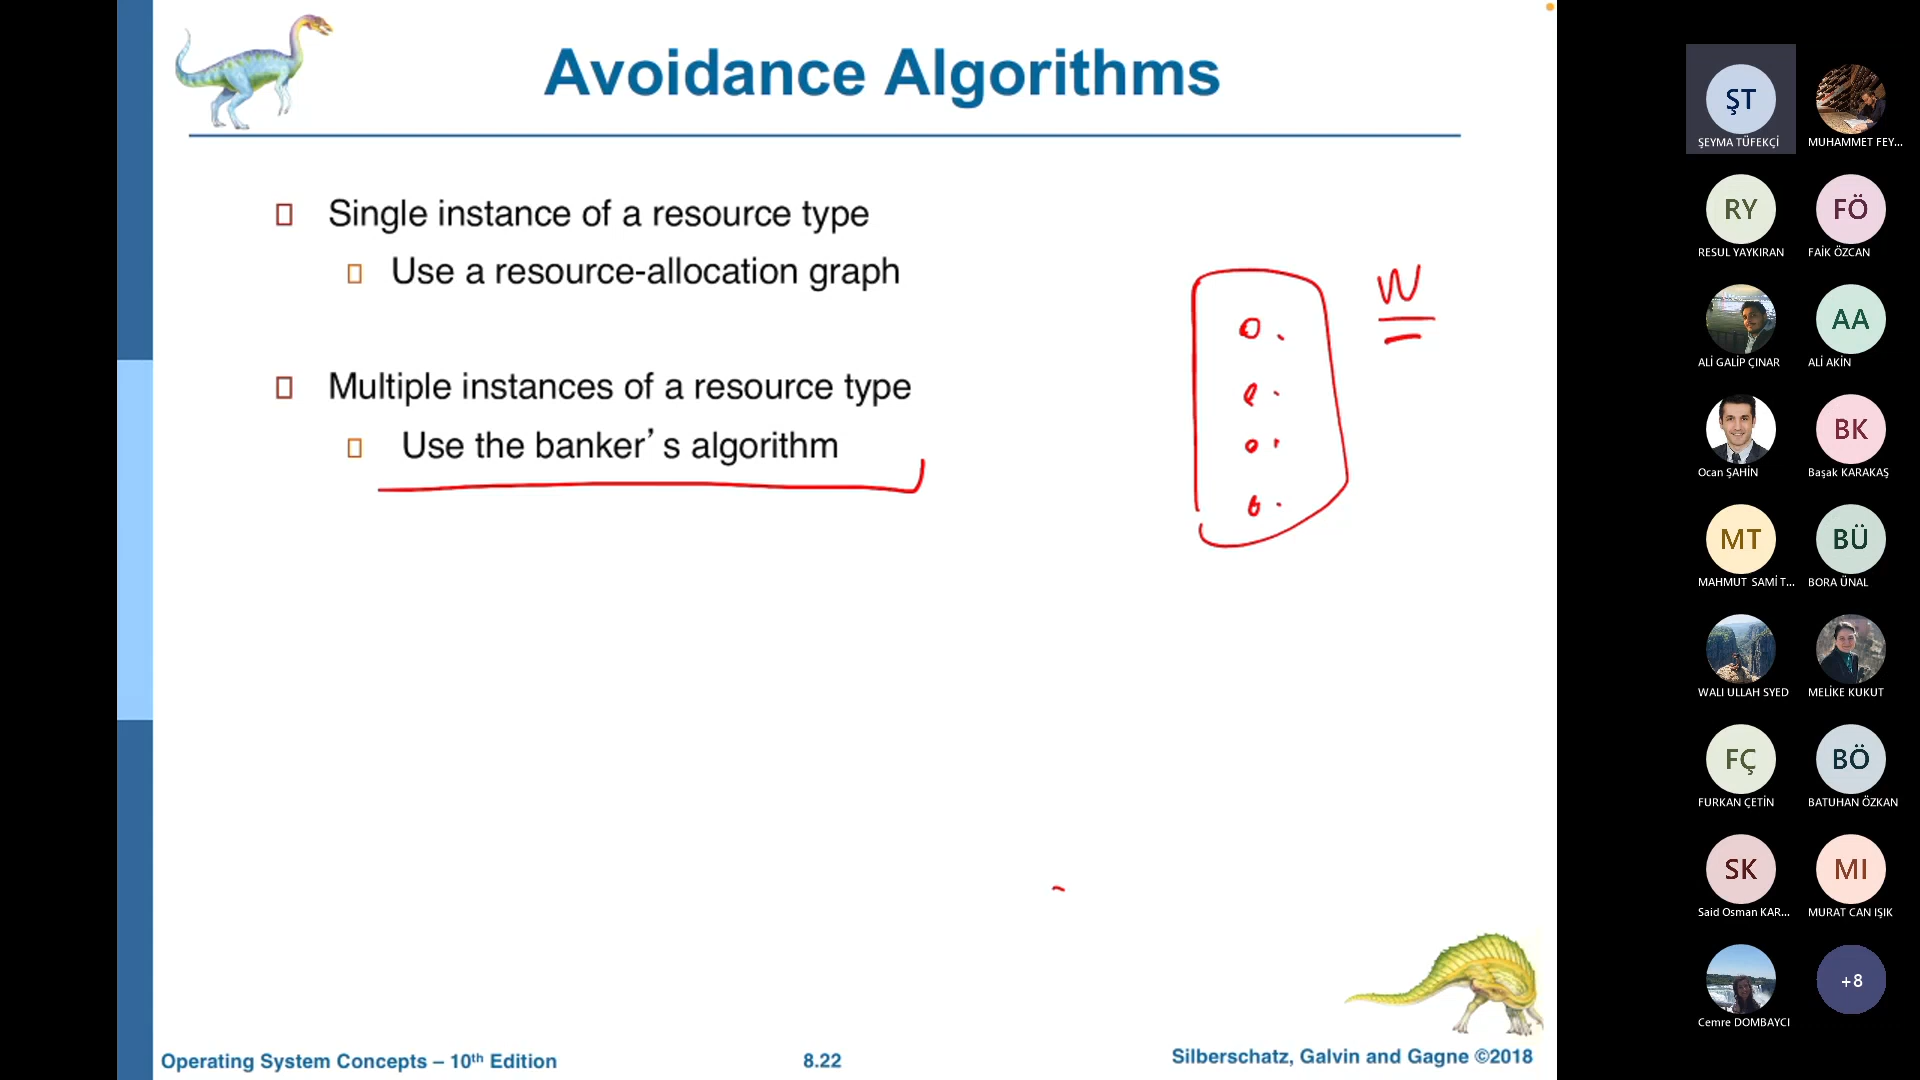 Avoidance Algorithms
Single instance of a resource type
Use a resource-allocation graph
Multiple instances of a resource type
Use the banker’s algorithm
Operating System Concepts – 10th Edition
8.22
Silberschatz, Galvin and Gagne ©2018
ŞT
ŞEYMA TÜFEKÇİ
MUHAMMET FEY...
RY
RESUL YAYKIRAN
FÖ
FAİK ÖZCAN
ALİ GALİP ÇINAR
AA
ALİ AKİN
Ocan ŞAHİN
BK
Başak KARAKAŞ
MT
MAHMUT SAMİ T...
BÜ
BORA ÜNAL
WALI ULLAH SYED
MELİKE KUKUT
FÇ
FURKAN ÇETİN
BÖ
BATUHAN ÖZKAN
SK
Said Osman KAR...
MI
MURAT CAN IŞIK
Cemre DOMBAYCI
+8